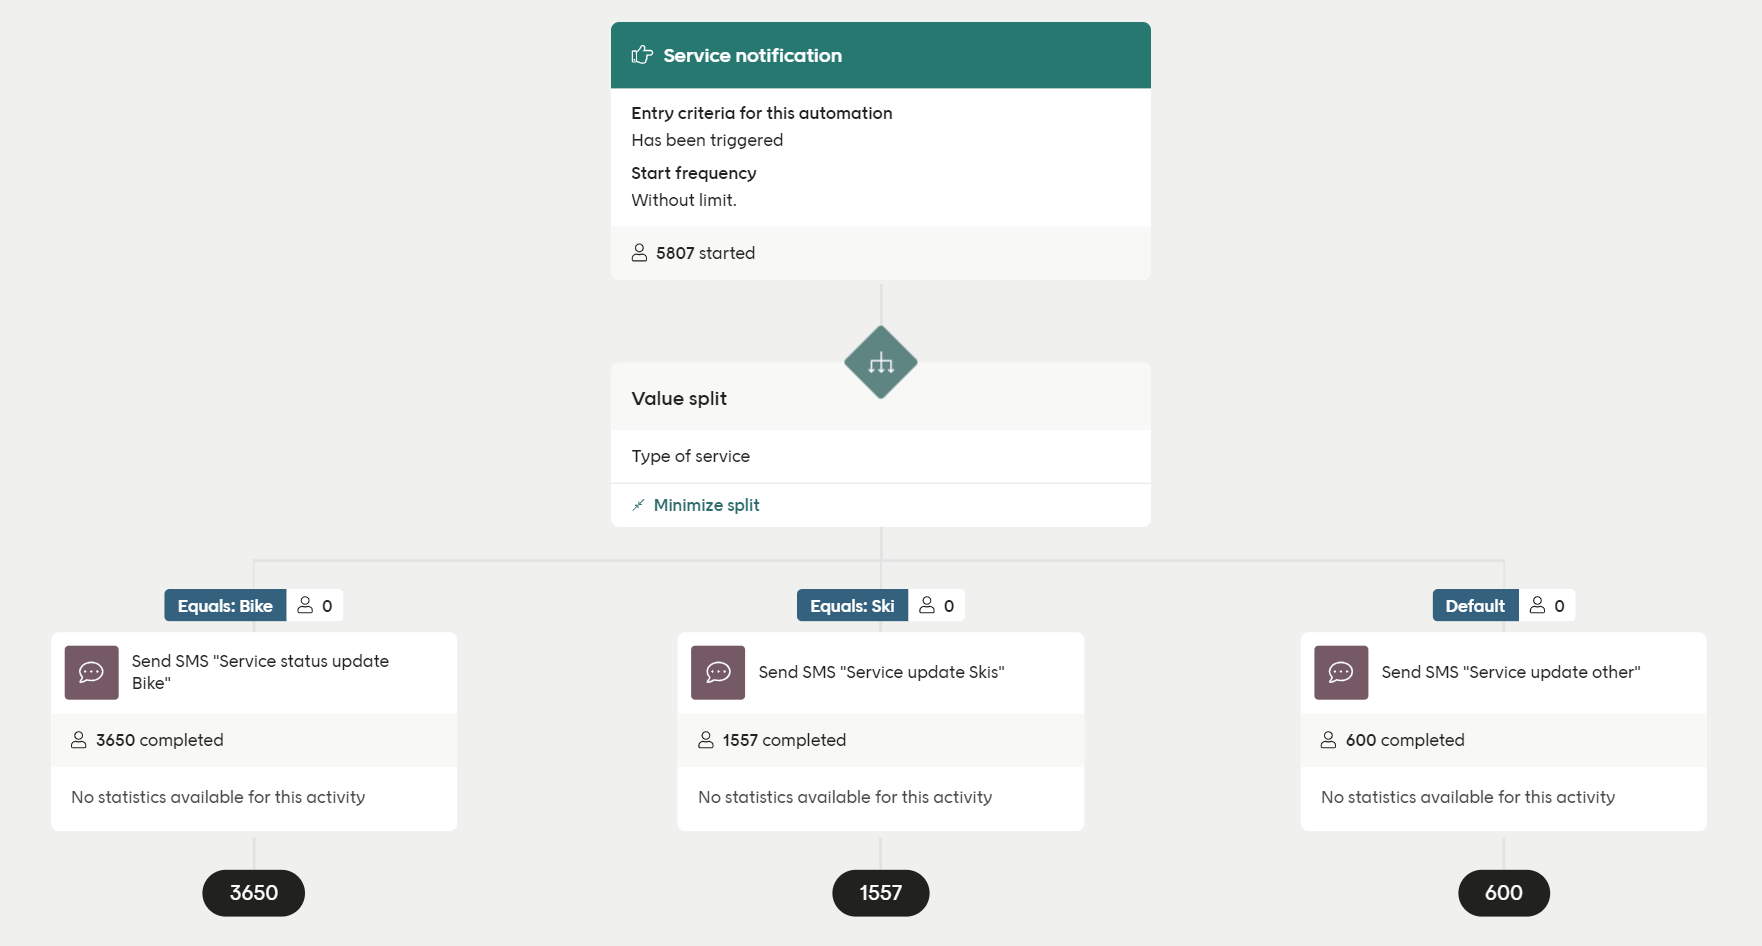 Service notification
Entry criteria for this automation
Has been triggered
Start frequency
Without limit.
5807 started
Value split
Type of service
Minimize split
Equals: Bike 0
Equals: Ski 0
Default 0
Send SMS "Service status update
Bike"
Send SMS "Service update Skis"
Send SMS "Service update other"
3650 completed
1557 completed
600 completed
No statistics available for this activity
No statistics available for this activity
No statistics available for this activity
3650
1557
600